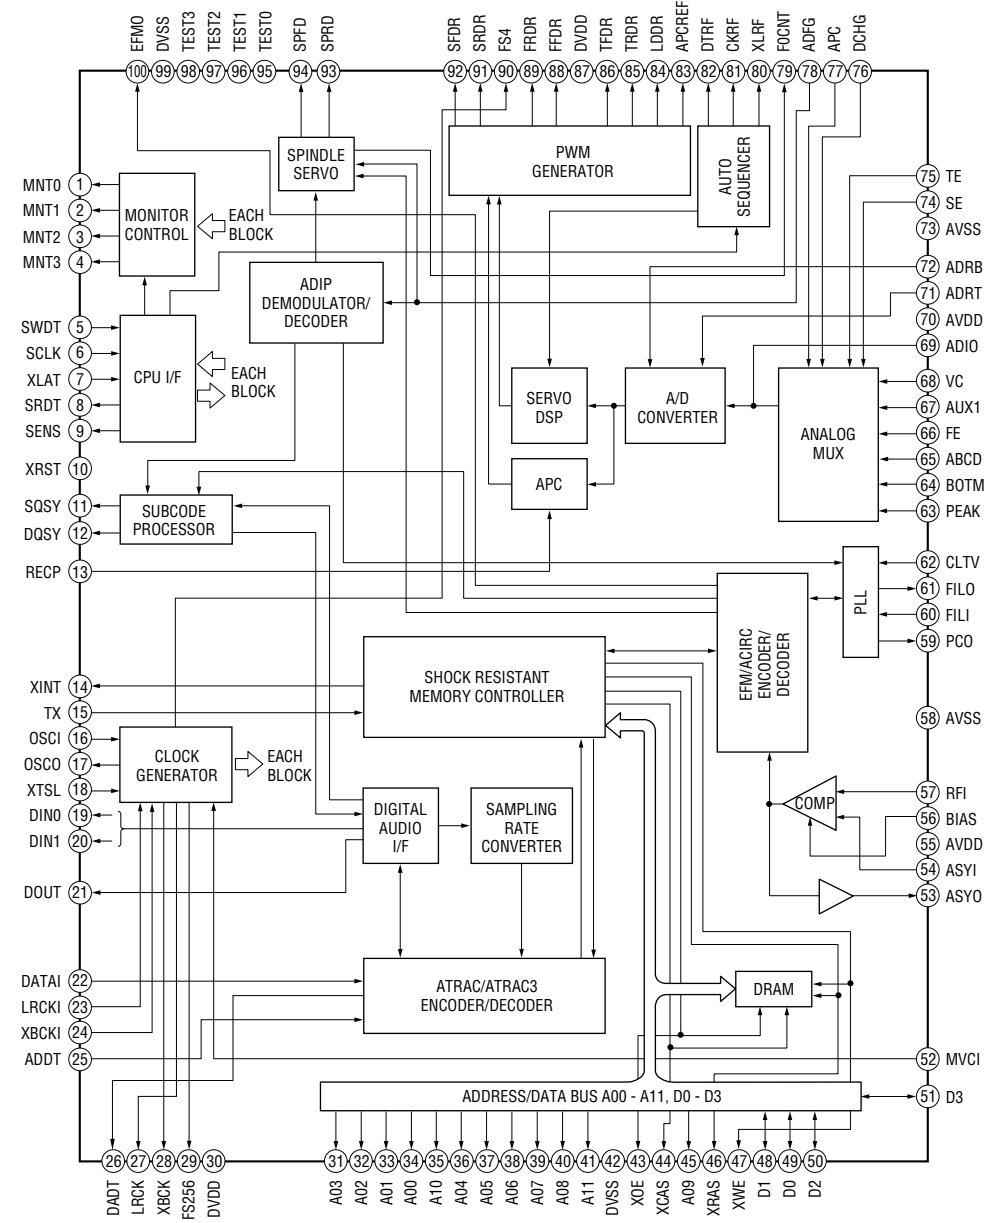 EFMO DVSS TEST3 TEST2 TEST1 TEST0 SPFD SPRD SFDR SRDR FS4 FRDR FFDR DVDD TFDR TRDR LDDR APCREF DTRF CKRF XLRF F0CNT ADFG APC DCHG
100 99 98 97 96 95 94 93 92 91 90 89 88 87 86 85 84 83 82 81 80 79 78 77 76
SPINDLE
SERVO
PWM
GENERATOR
AUTO
SEQUENCER
MNT0 1
MNT1 2
MNT2 3
MNT3 4
MONITOR
CONTROL
EACH
BLOCK
75 TE
74 SE
73 AVSS
72 ADRB
71 ADRT
70 AVDD
69 ADIO
ADIP
DEMODULATOR/
DECODER
SWDT 5
SCLK 6
XLAT 7
SRDT 8
SENS 9
CPU I/F
EACH
BLOCK
SERVO
DSP
A/D
CONVERTER
ANALOG
MUX
68 VC
67 AUX1
66 FE
65 ABCD
64 BOTM
63 PEAK
XRST 10
SQSY 11
DQSY 12
RECP 13
SUBCODE
PROCESSOR
APC
PLL
62 CLTV
61 FILO
60 FILI
59 PCO
EFM/ACIRC
ENCODER/
DECODER
SHOCK RESISTANT
MEMORY CONTROLLER
XINT 14
TX 15
OSCI 16
OSCO 17
XTSL 18
DIN0 19
DIN1 20
DOUT 21
CLOCK
GENERATOR
EACH
BLOCK
58 AVSS
57 RFI
56 BIAS
55 AVDD
54 ASYI
53 ASYO
COMP
DIGITAL
AUDIO
I/F
SAMPLING
RATE
CONVERTER
DATAI 22
LRCKI 23
XBCKI 24
ADDT 25
ATRAC/ATRAC3
ENCODER/DECODER
DRAM
52 MVCI
51 D3
ADDRESS/DATA BUS A00 - A11, D0 - D3
26 27 28 29 30 31 32 33 34 35 36 37 38 39 40 41 42 43 44 45 46 47 48 49 50
DADT LRCK XBCK FS256 DVDD A03 A02 A01 A00 A10 A04 A05 A06 A07 A08 A11 DVSS XOE XCAS A09 XRAS XWE D1 D0 D2